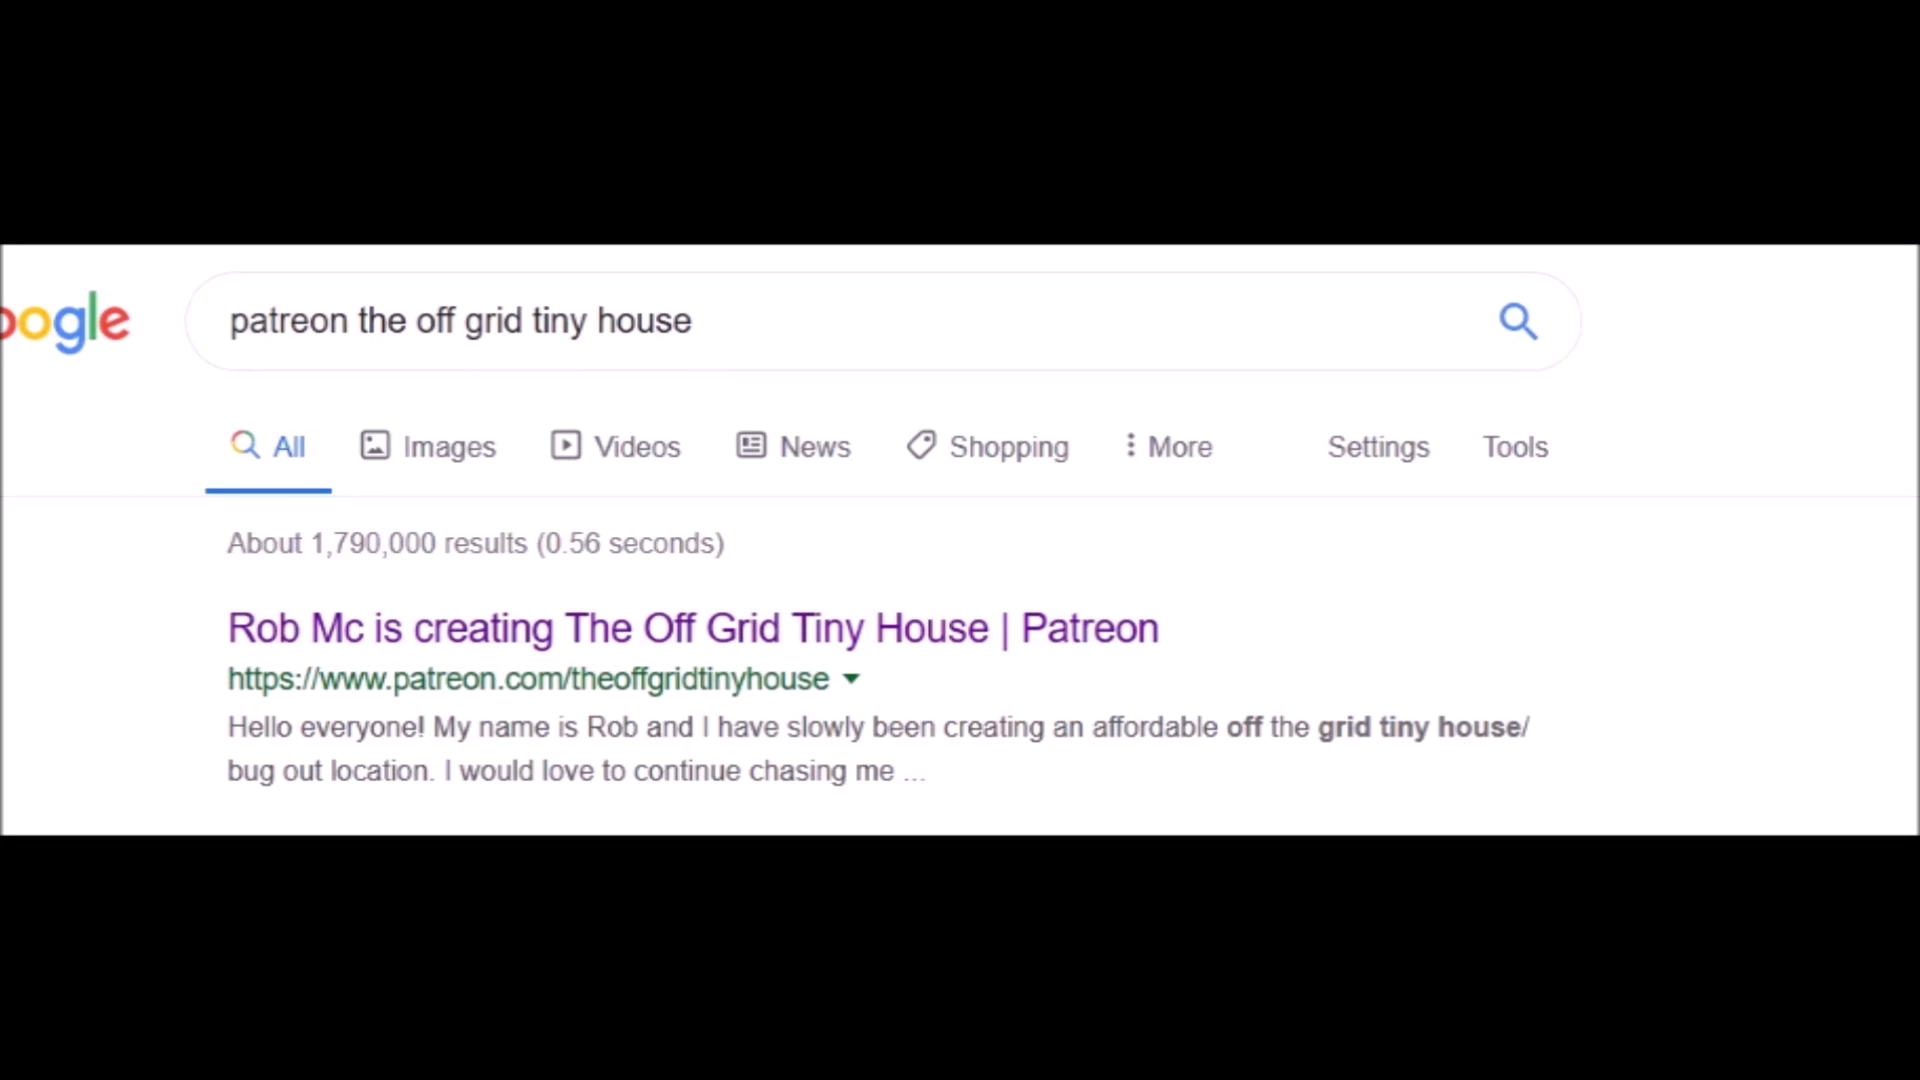 oogle
patreon the off grid tiny house
All Images Videos News Shopping More Settings Tools
About 1,790,000 results (0.56 seconds)
Rob Mc is creating The Off Grid Tiny House | Patreon
https://www.patreon.com/theoffgridtinyhouse
Hello everyone! My name is Rob and I have slowly been creating an affordable off the grid tiny house/
bug out location. I would love to continue chasing me ...